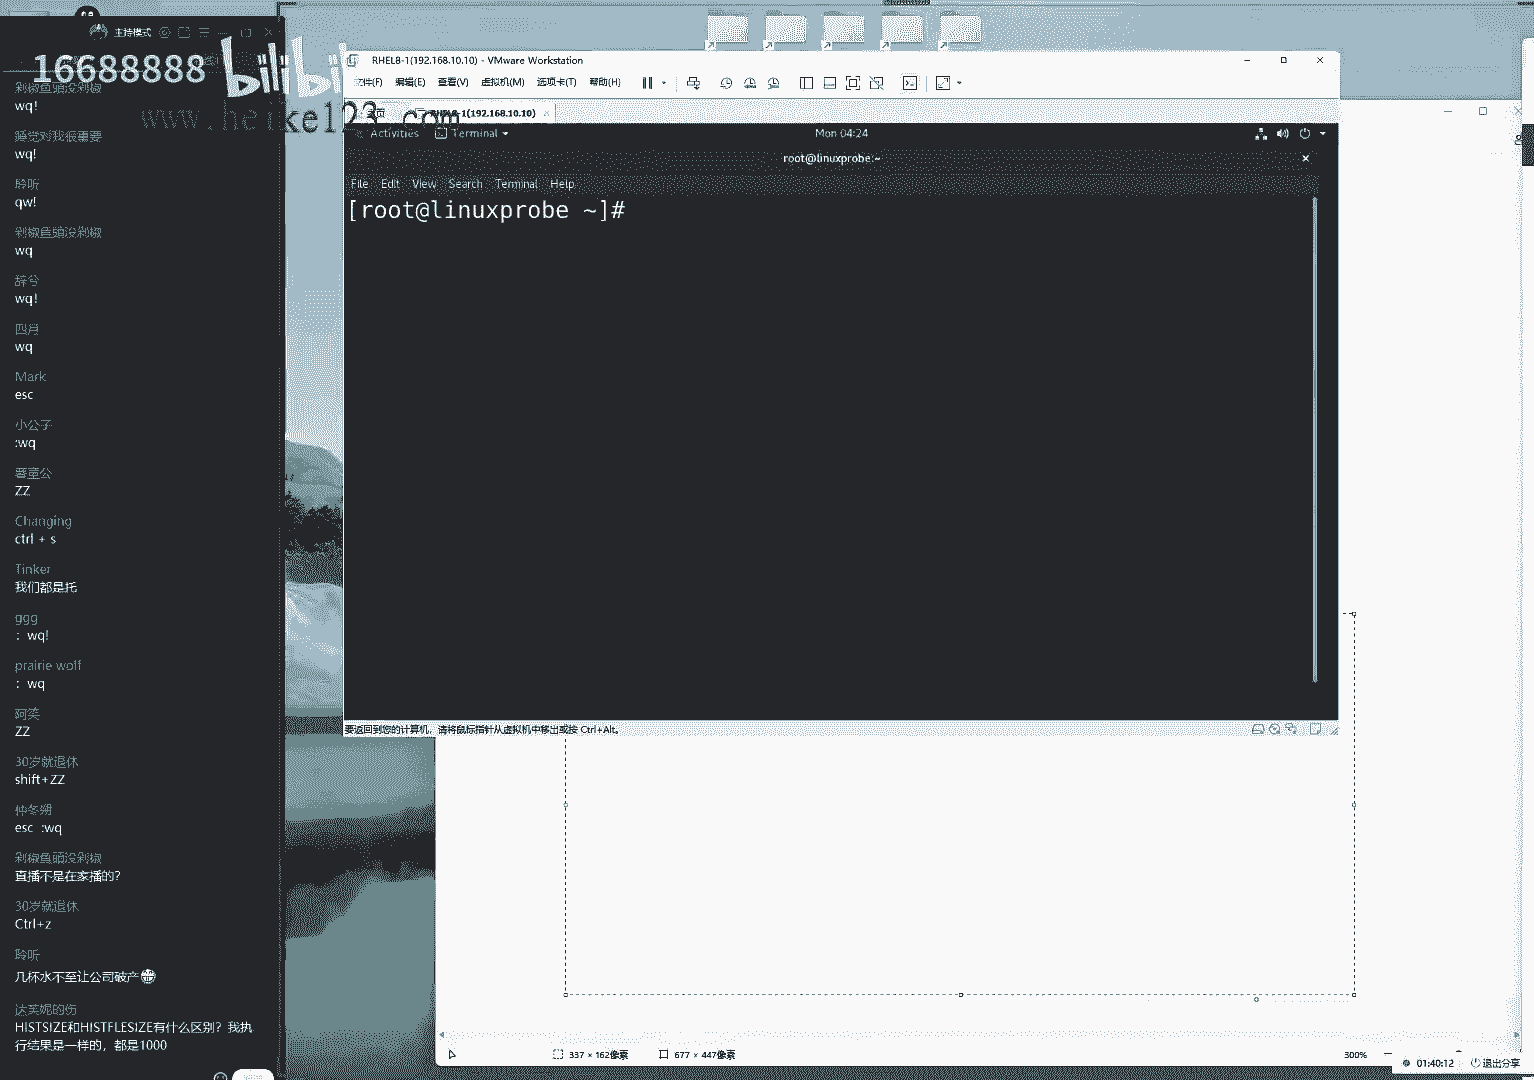 主持模式
16688888
bilibili
www.heike123.com
剁椒鱼头没剁椒
wq!
睡觉对我很重要
wq!
聆听
qw!
剁椒鱼头没剁椒
wq
辞兮
wq!
四月
wq
Mark
esc
小公子
:wq
ZZ
Changing
ctrl + s
Tinker
我们都是托
ggg
：wq!
prairie wolf
：wq
阿笑
ZZ
30岁就退休
shift+ZZ
仲冬朔
esc :wq
剁椒鱼頭没剁椒
直播不是在家播的？
30岁就退休
Ctrl+z
聆听
几杯水不至让公司破产
达芙妮的伤
HISTSIZE和HISTFLESIZE有什么区别？我执
行结果是一样的，都是1000
RHEL8-1(192.168.10.10) - VMware Workstation
文件(F) 编辑(E) 查看(V) 虚拟机(M) 选项卡(T) 帮助(H)
RHEL8-1(192.168.10.10)
Activities Terminal Mon 04:24
root@linuxprobe:~
File Edit View Search Terminal Help
[root@linuxprobe ~]#
要返回到您的计算机，请将鼠标指针从虚拟机中移出或按 Ctrl+Alt。
337 × 162像素 677 × 447像素 300%
01:40:12 退出分享